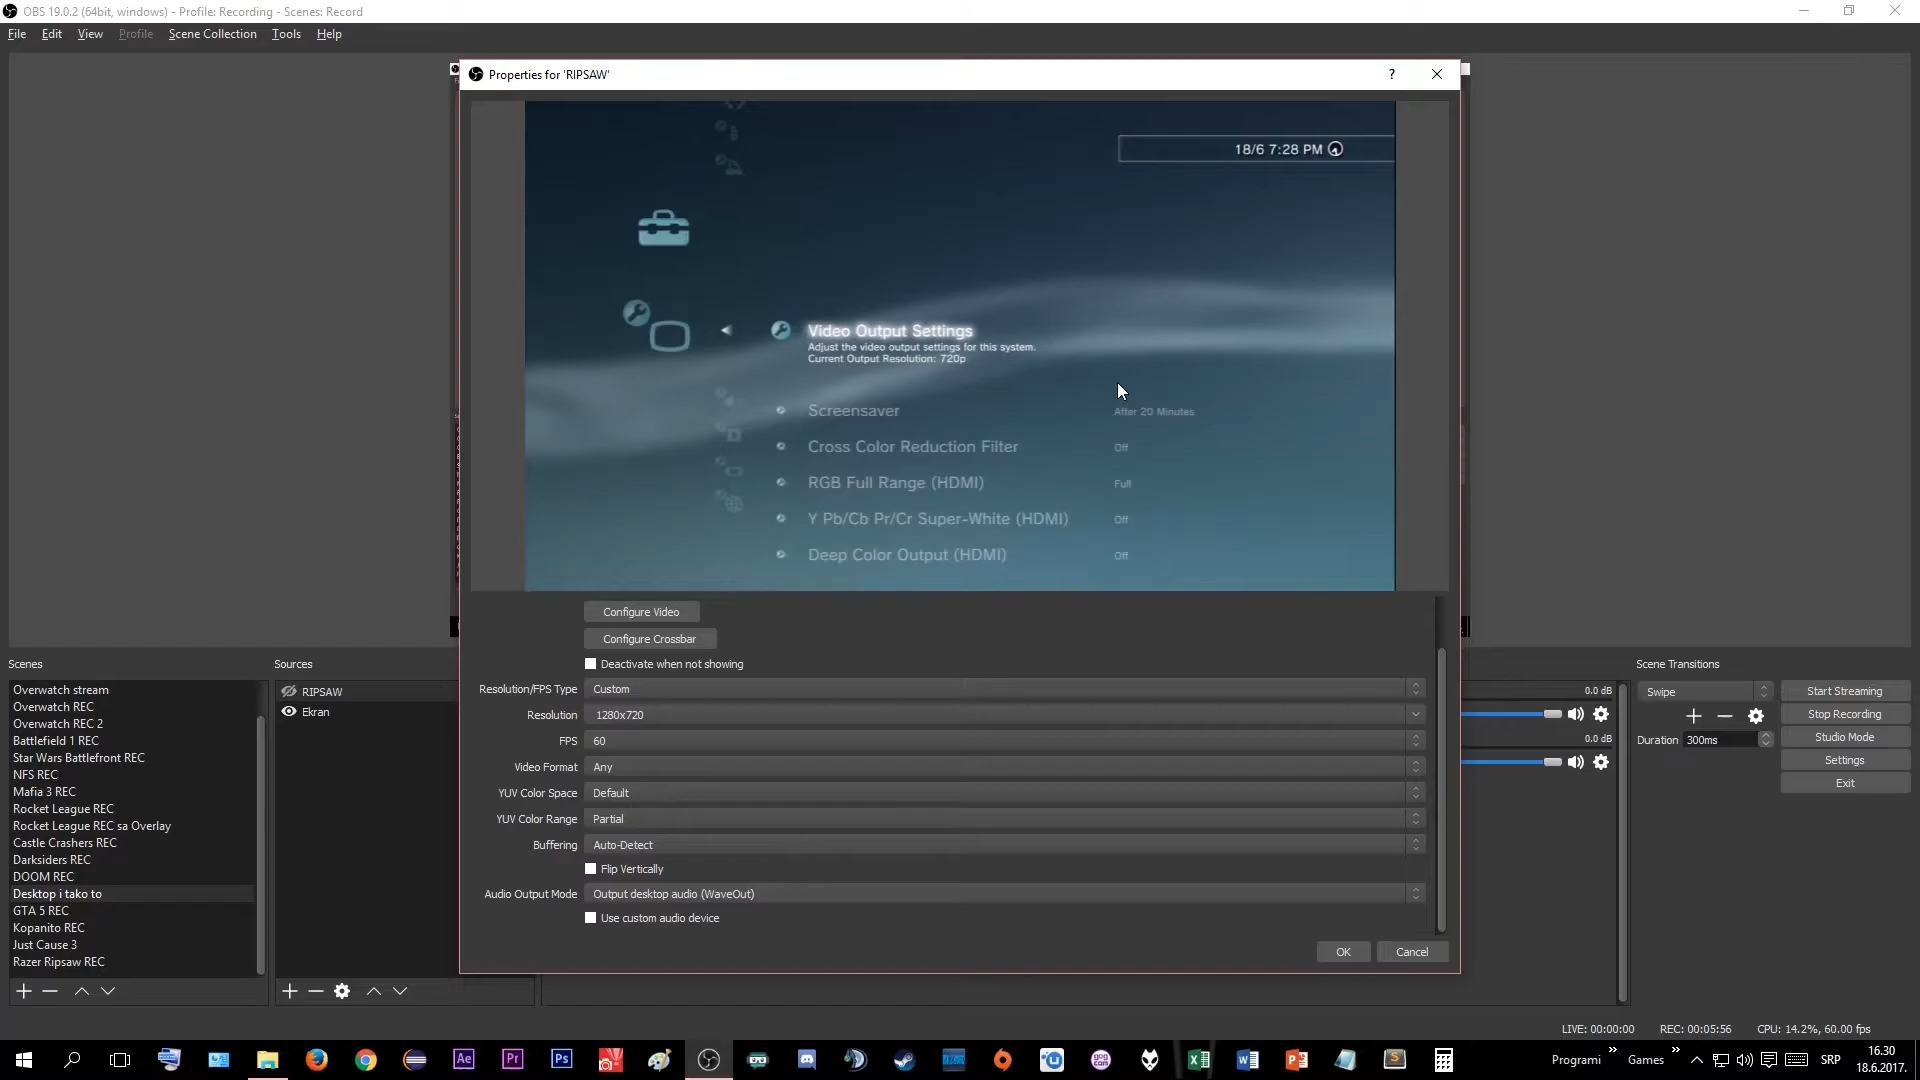 OBS 19.0.2 (64bit, windows) - Profile: Recording - Scenes: Record
File Edit View Profile Scene Collection Tools Help
Properties for 'RIPSAW'
?
18/6 7:28 PM
Video Output Settings
Adjust the video output settings for this system.
Current Output Resolution: 720p
Screensaver After 20 Minutes
Cross Color Reduction Filter Off
RGB Full Range (HDMI) Full
Y Pb/Cb Pr/Cr Super-White (HDMI) Off
Deep Color Output (HDMI) Off
Configure Video
Configure Crossbar
Deactivate when not showing
Resolution/FPS Type Custom
Resolution 1280x720
FPS 60
Video Format Any
YUV Color Space Default
YUV Color Range Partial
Buffering Auto-Detect
Flip Vertically
Audio Output Mode Output desktop audio (WaveOut)
Use custom audio device
OK Cancel
Scenes
Overwatch stream
Overwatch REC
Overwatch REC 2
Battlefield 1 REC
Star Wars Battlefront REC
NFS REC
Mafia 3 REC
Rocket League REC
Rocket League REC sa Overlay
Castle Crashers REC
Darksiders REC
DOOM REC
Desktop i tako to
GTA 5 REC
Kopanito REC
Just Cause 3
Razer Ripsaw REC
Sources
RIPSAW
Ekran
0.0 dB
0.0 dB
Scene Transitions
Swipe
Duration 300ms
Start Streaming
Stop Recording
Studio Mode
Settings
Exit
LIVE: 00:00:00 REC: 00:05:56 CPU: 14.2%, 60.00 fps
Ae Pr Ps
Programi Games SRP
16.30
18.6.2017.